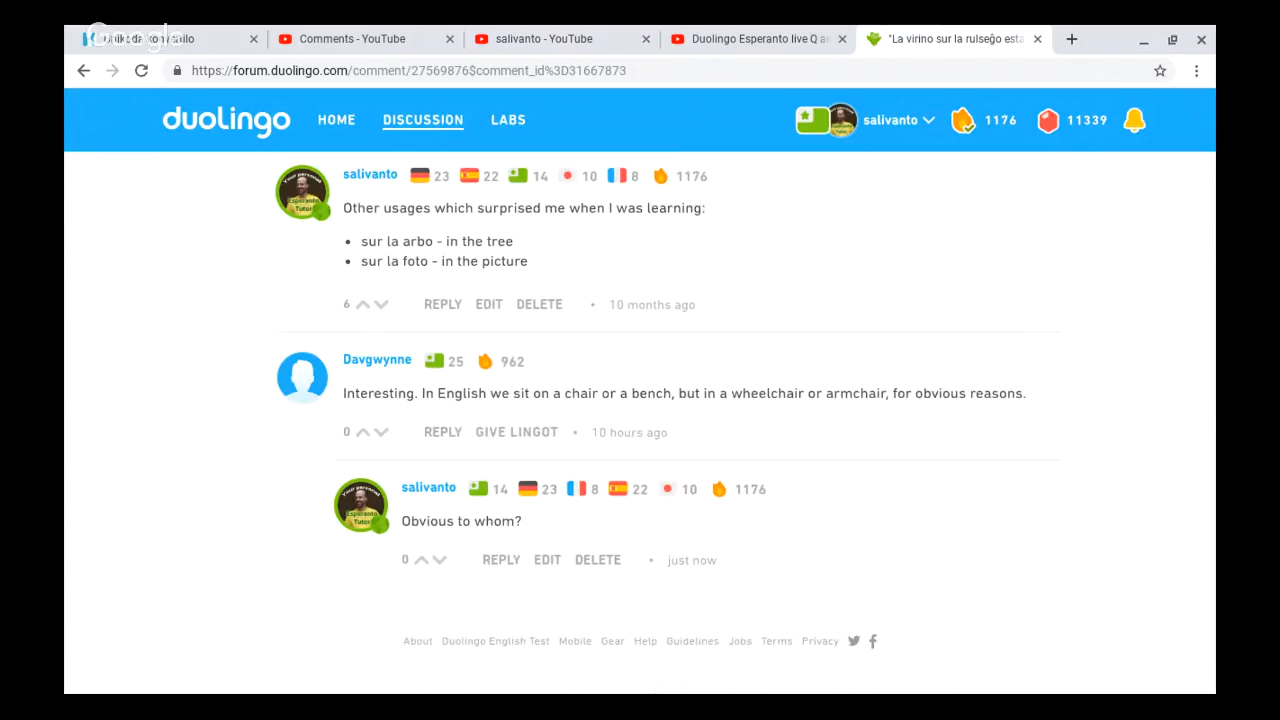 Google
Comments - YouTube
salivanto - YouTube
Duolingo Esperanto live Q a
"La virino sur la rulseĝo esta
https://forum.duolingo.com/comment/27569876$comment_id%3D31667873
duolingo HOME DISCUSSION LABS salivanto 1176 11339
salivanto 23 22 14 10 8 1176
Other usages which surprised me when I was learning:
• sur la arbo - in the tree
• sur la foto - in the picture
6 REPLY EDIT DELETE • 10 months ago
Davgwynne 25 962
Interesting. In English we sit on a chair or a bench, but in a wheelchair or armchair, for obvious reasons.
0 REPLY GIVE LINGOT • 10 hours ago
Your personal Esperanto Tutor
salivanto 14 23 8 22 10 1176
Obvious to whom?
0 REPLY EDIT DELETE • just now
About Duolingo English Test Mobile Gear Help Guidelines Jobs Terms Privacy